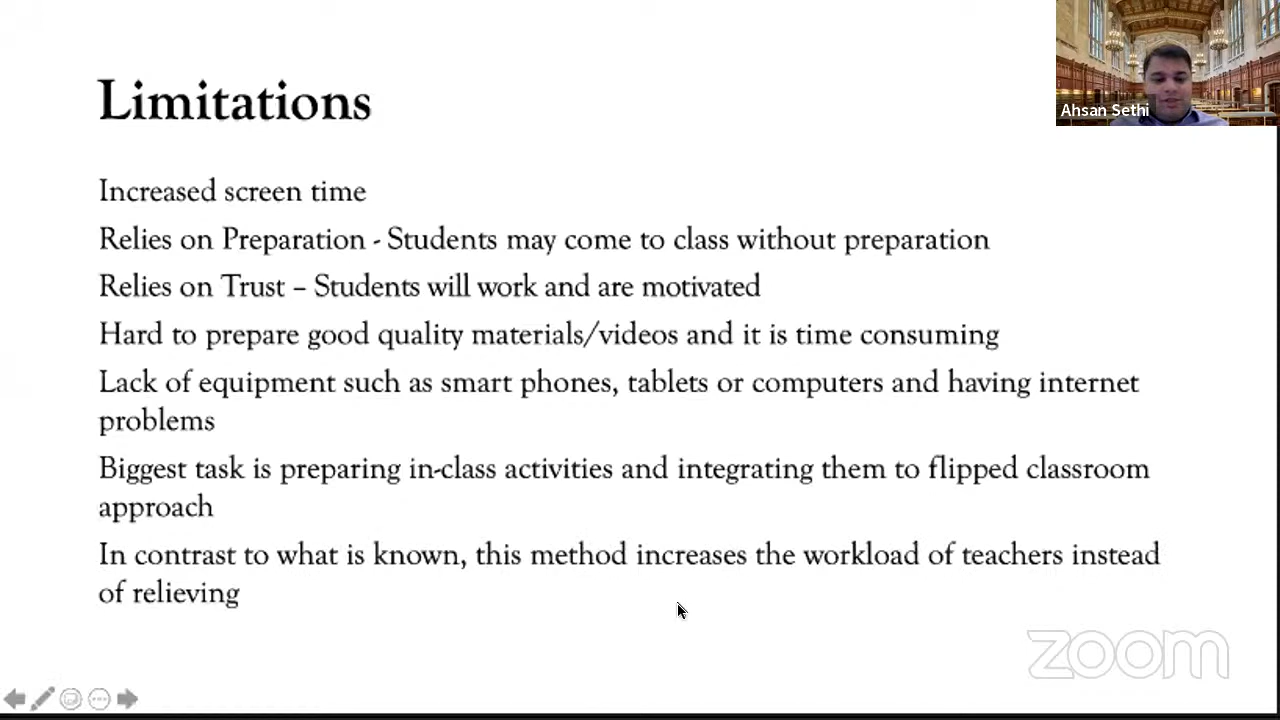 Limitations
Ahsan Sethi
Increased screen time
Relies on Preparation - Students may come to class without preparation
Relies on Trust – Students will work and are motivated
Hard to prepare good quality materials/videos and it is time consuming
Lack of equipment such as smart phones, tablets or computers and having internet
problems
Biggest task is preparing in-class activities and integrating them to flipped classroom
approach
In contrast to what is known, this method increases the workload of teachers instead
of relieving
zoom